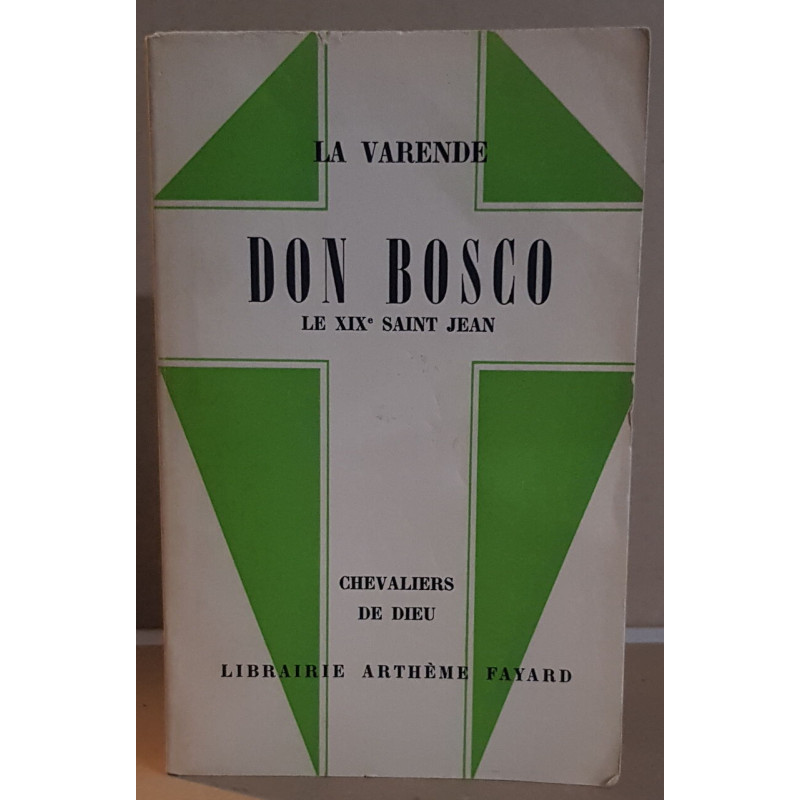 LA VARENDE
DON BOSCO
LE XIXe SAINT JEAN
CHEVALIERS
DE DIEU
LIBRAIRIE ARTHÈME FAYARD